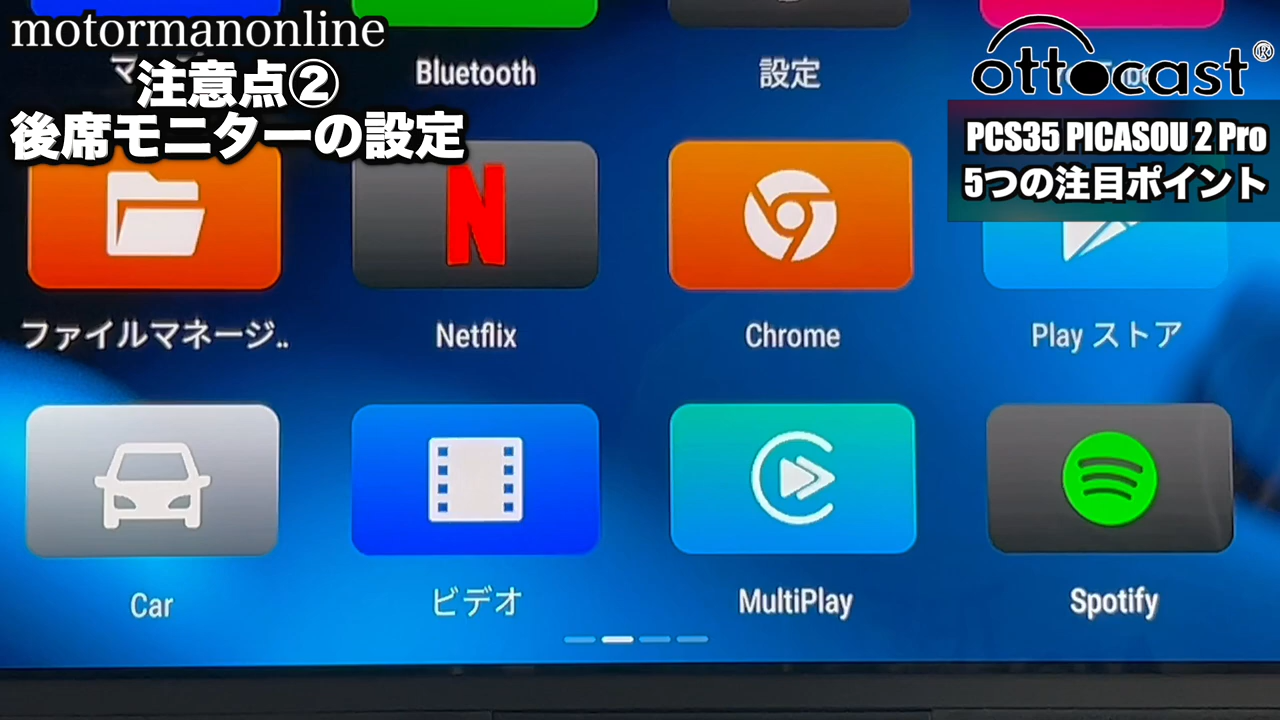 motormanonline
注意点②
後席モニターの設定
ottocast®
PCS35 PICASOU 2 Pro
5つの注目ポイント
Bluetooth
設定
ファイルマネージ..
Netflix
Chrome
Play ストア
Car
ビデオ
MultiPlay
Spotify